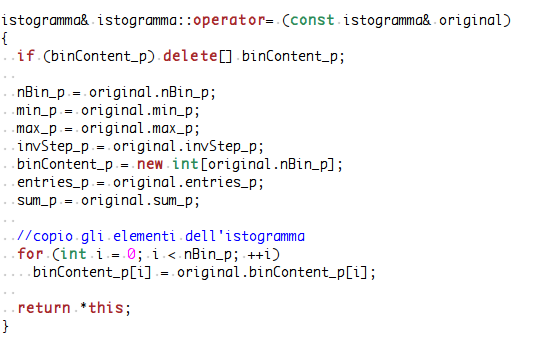 istogramma& istogramma::operator= (const istogramma& original)
{
  if (binContent_p) delete[] binContent_p;
  nBin_p = original.nBin_p;
  min_p = original.min_p;
  max_p = original.max_p;
  invStep_p = original.invStep_p;
  binContent_p = new int[original.nBin_p];
  entries_p = original.entries_p;
  sum_p = original.sum_p;
  //copio gli elementi dell'istogramma
  for (int i = 0; i < nBin_p; ++i)
    binContent_p[i] = original.binContent_p[i];
  return *this;
}